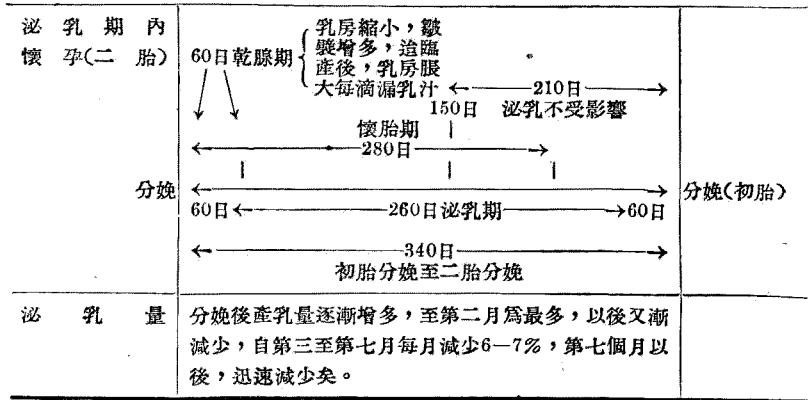 泌乳期內
懷孕(二胎)
60日乾腺期
乳房縮小,皺
襞增多,迨臨
產後,乳房脹
大每滴漏乳汁
210日
150日 泌乳不受影響
懷胎期
280日
分娩
分娩(初胎)
60日 260日泌乳期 60日
340日
初胎分娩至二胎分娩
泌乳量
分娩後產乳量逐漸增多,至第二月爲最多,以後又漸
減少,自第三至第七月每月減少6—7%,第七個月以
後,迅速減少矣。